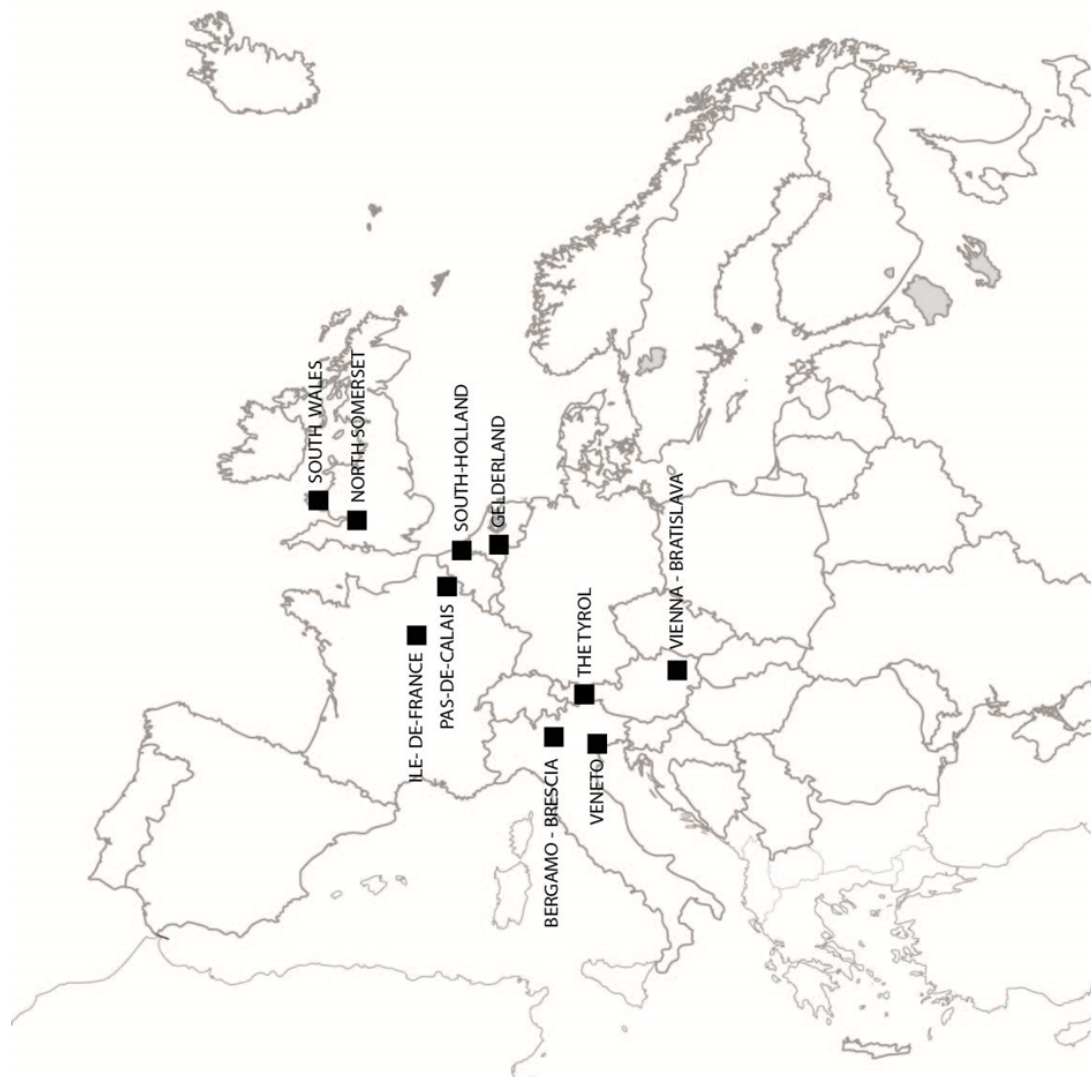 SOUTH WALES
NORTH SOMERSET
SOUTH-HOLLAND
GELDERLAND
PAS-DE-CALAIS
ILE- DE-FRANCE
THE TYROL
VIENNA - BRATISLAVA
BERGAMO - BRESCIA
VENETO